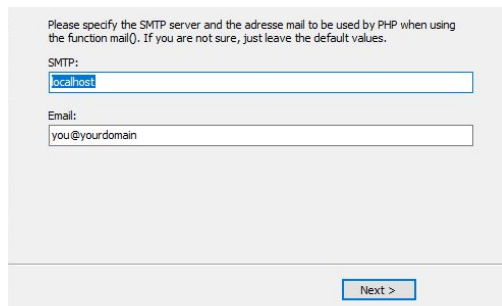 Please specify the SMTP server and the adresse mail to be used by PHP when using
the function mail(). If you are not sure, just leave the default values.
SMTP:
localhost
Email:
you@yourdomain
Next >